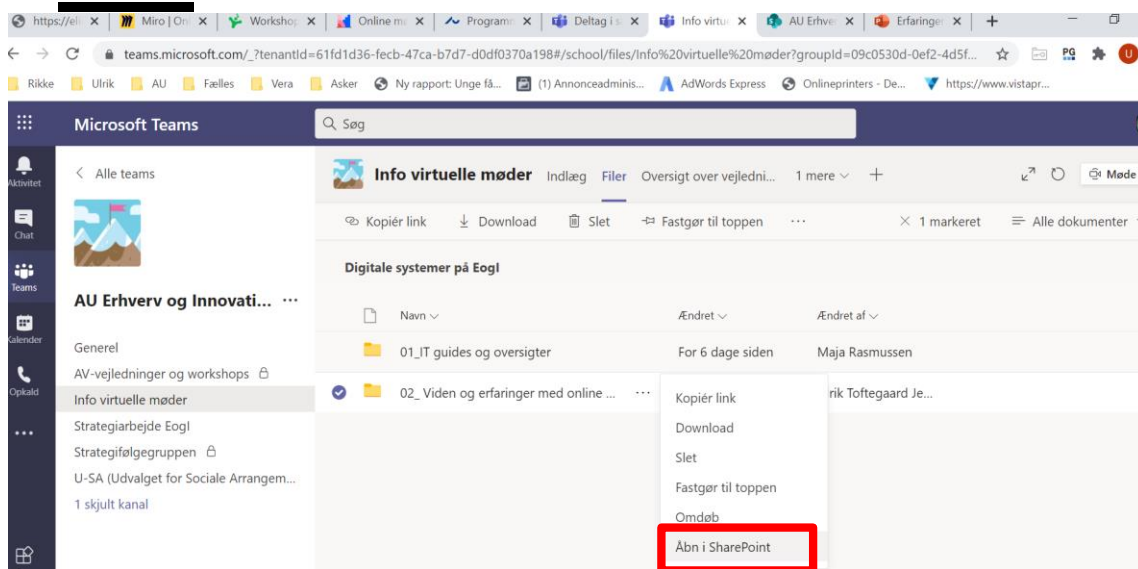 https://eli
Miro | Onl
Workshop
Online mø
Programm
Deltag i s
Info virtue
AU Erhver
Erfaringer
teams.microsoft.com/_?tenantId=61fd1d36-fecb-47ca-b7d7-d0df0370a198#/school/files/Info%20virtuelle%20møder?groupId=09c0530d-0ef2-4d5f...
PG
U
Rikke
Ulrik
AU
Fælles
Vera
Asker
Ny rapport: Unge få...
(1) Annonceadminis...
AdWords Express
Onlineprinters - De...
https://www.vistapr...
Microsoft Teams
Søg
Aktivitet
Chat
Teams
Kalender
Opkald
Alle teams
AU Erhverv og Innovati... ...
Generel
AV-vejledninger og workshops
Info virtuelle møder
Strategiarbejde EogI
Strategifølgegruppen
U-SA (Udvalget for Sociale Arrangem...
1 skjult kanal
Info virtuelle møder Indlæg Filer Oversigt over vejledni... 1 mere
Møde
Kopiér link Download Slet Fastgør til toppen ... 1 markeret Alle dokumenter
Digitale systemer på EogI
Navn Ændret Ændret af
01_IT guides og oversigter For 6 dage siden Maja Rasmussen
02_ Viden og erfaringer med online ... ... rik Toftegaard Je...
Kopiér link
Download
Slet
Fastgør til toppen
Omdøb
Åbn i SharePoint